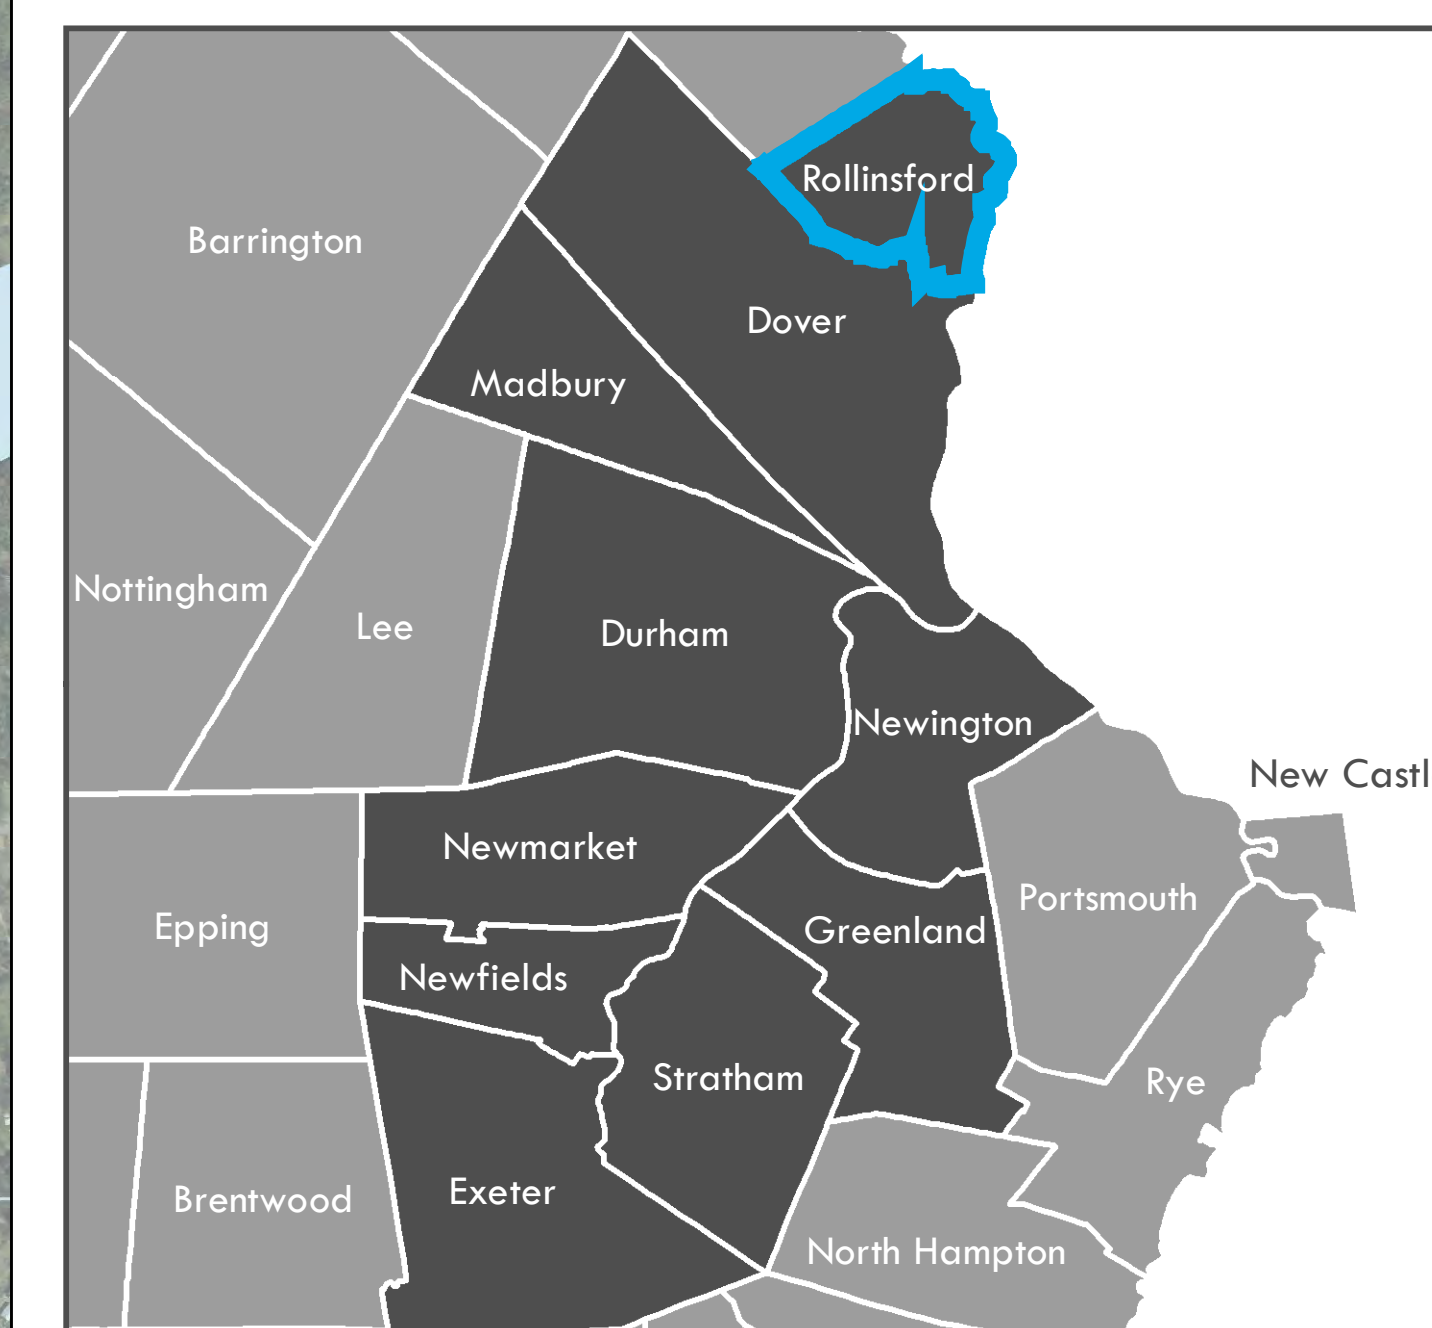 Rollinsford
Barrington
Dover
Madbury
Nottingham
Lee
Durham
Newington
New Castl
Newmarket
Portsmouth
Epping
Greenland
Newfields
Stratham
Rye
Exeter
Brentwood
North Hampton